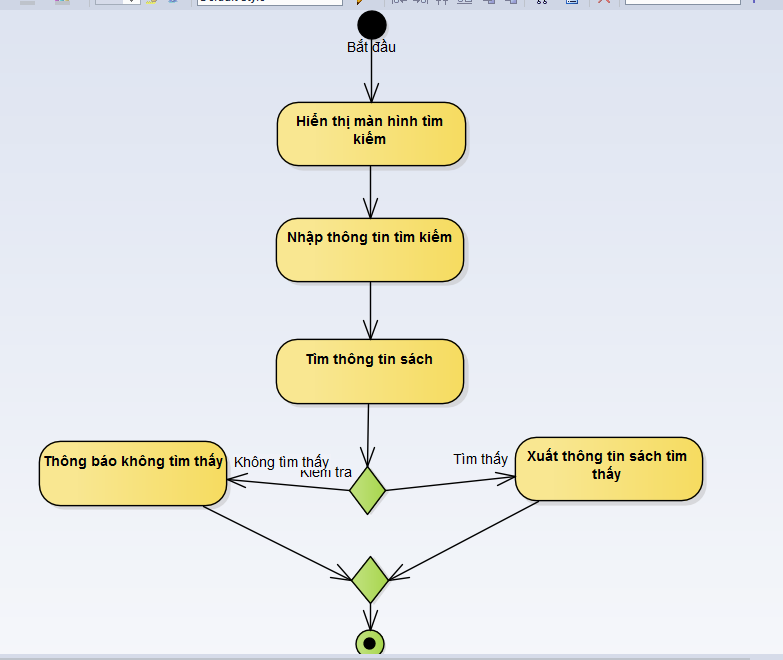 Bắt đầu
Hiển thị màn hình tìm
kiếm
Nhập thông tin tìm kiếm
Tìm thông tin sách
Thông báo không tìm thấy
Không tìm thấy
Kiểm tra
Tìm thấy
Xuất thông tin sách tìm
thấy